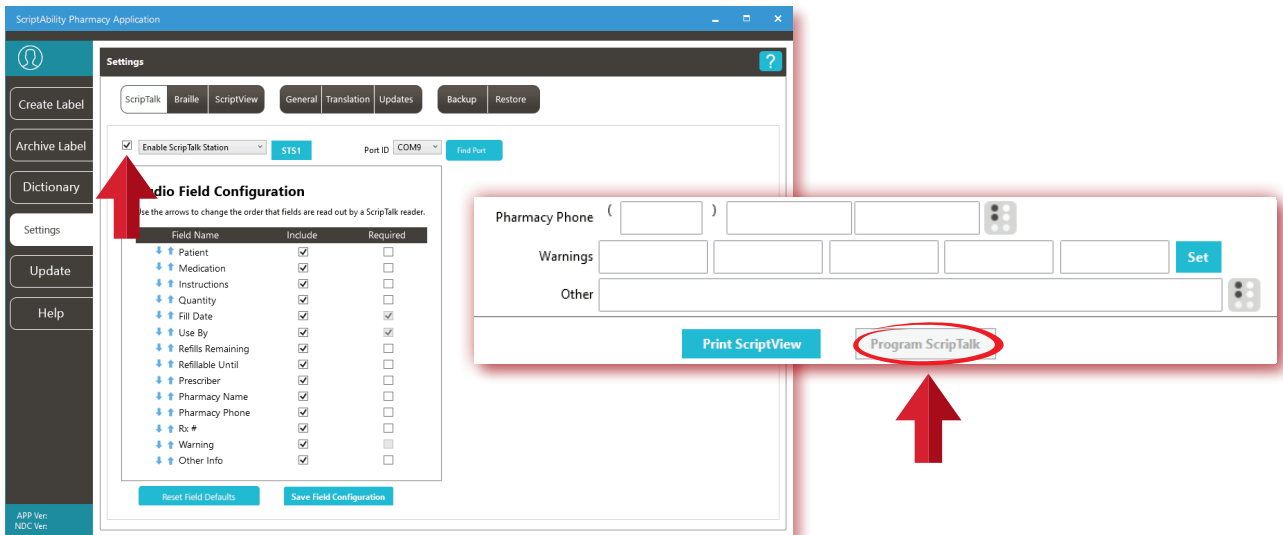 ScriptAbility Pharmacy Application
Settings
?
Create Label
Archive Label
Dictionary
Settings
Update
Help
APP Ver:
NDC Ver:
ScripTalk Braille ScriptView General Translation Updates Backup Restore
Enable ScripTalk Station STS1 Port ID COM9 Find Port
dio Field Configuration
se the arrows to change the order that fields are read out by a ScripTalk reader.
Field Name Include Required
Patient
Medication
Instructions
Quantity
Fill Date
Use By
Refills Remaining
Refillable Until
Prescriber
Pharmacy Name
Pharmacy Phone
Rx #
Warning
Other Info
Reset Field Defaults Save Field Configuration
Pharmacy Phone ( )
Warnings Set
Other
Print ScriptView Program ScripTalk